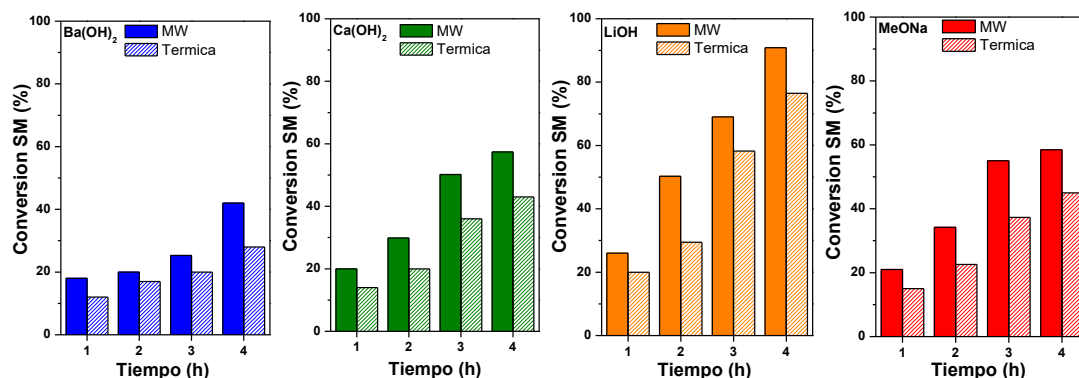 Conversion SM (%)
100
80
60
40
20
0
Ba(OH)2
MW
Termica
1 2 3 4
Tiempo (h)
Conversion SM (%)
100
80
60
40
20
0
Ca(OH)2
MW
Termica
1 2 3 4
Tiempo (h)
Conversion SM (%)
100
80
60
40
20
0
LiOH
MW
Termica
1 2 3 4
Tiempo (h)
Conversion SM (%)
100
80
60
40
20
0
MeONa
MW
Termica
1 2 3 4
Tiempo (h)